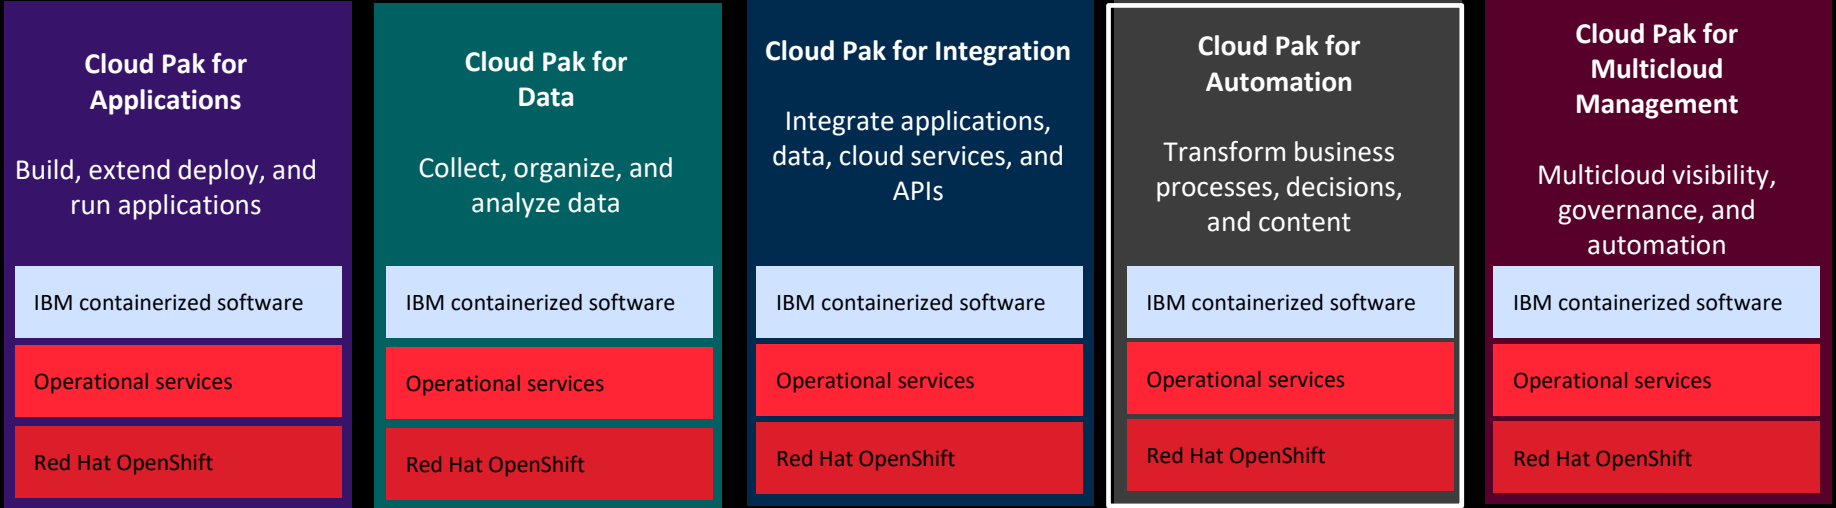 Cloud Pak for
Applications
Build, extend deploy, and
run applications
IBM containerized software
Operational services
Red Hat OpenShift
Cloud Pak for
Data
Collect, organize, and
analyze data
IBM containerized software
Operational services
Red Hat OpenShift
Cloud Pak for Integration
Integrate applications,
data, cloud services, and
APIs
IBM containerized software
Operational services
Red Hat OpenShift
Cloud Pak for
Automation
Transform business
processes, decisions,
and content
IBM containerized software
Operational services
Red Hat OpenShift
Cloud Pak for
Multicloud
Management
Multicloud visibility,
governance, and
automation
IBM containerized software
Operational services
Red Hat OpenShift